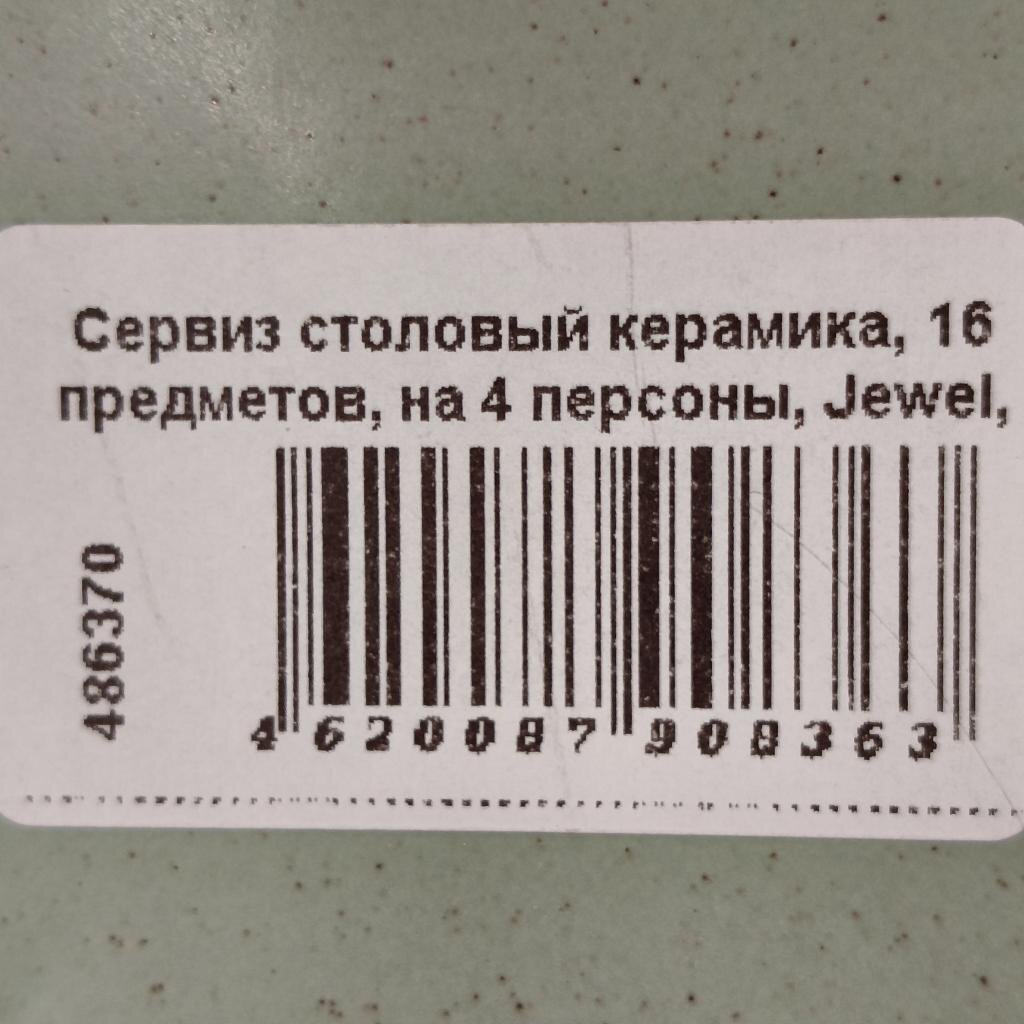 Сервиз столовый керамика, 16
предметов, на 4 персоны, Jewel,
486370
4 620087 908363